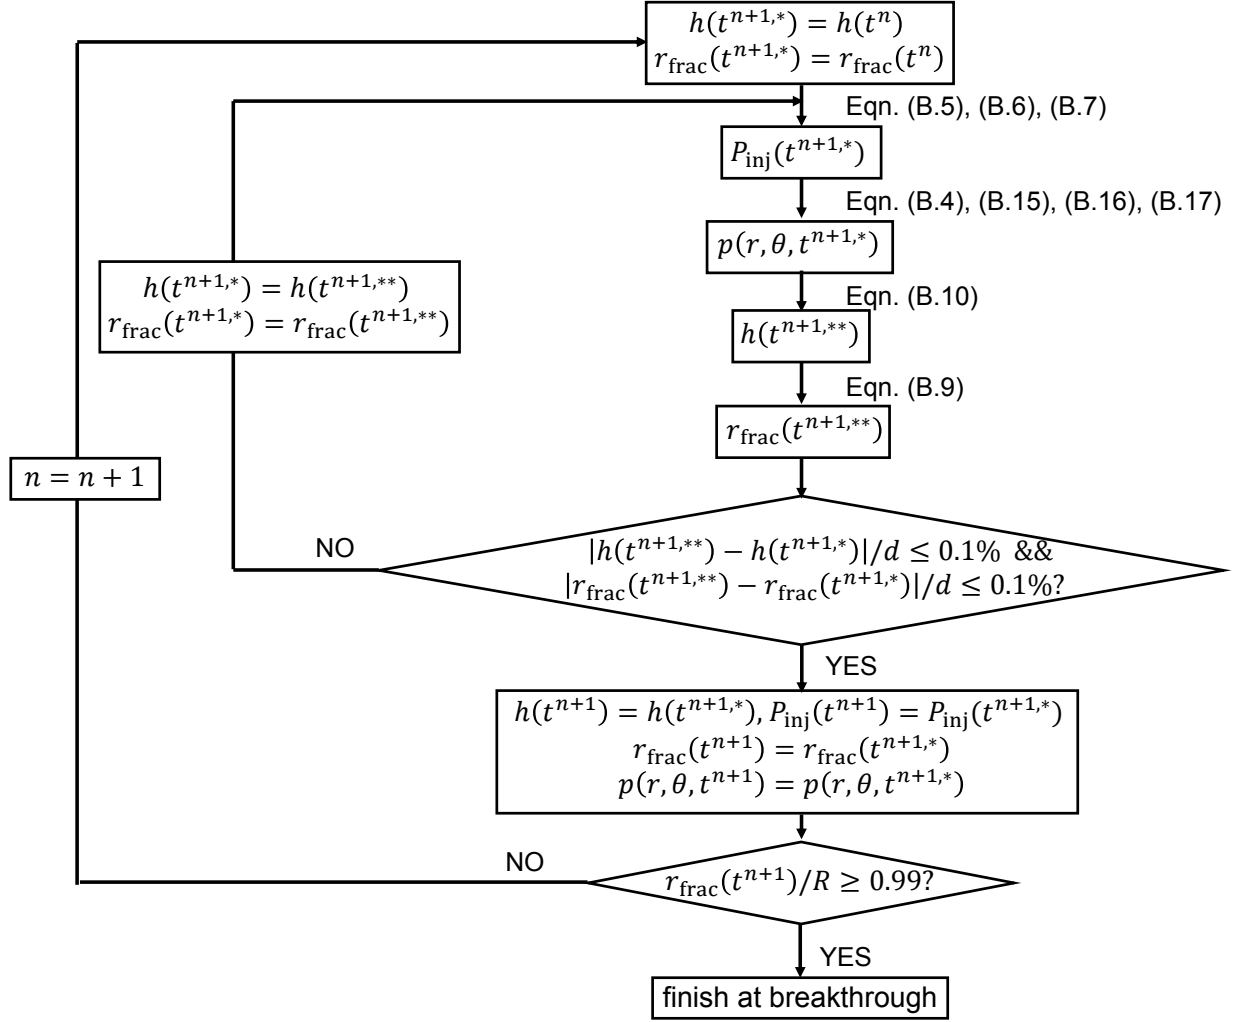 h(t^{n+1,*}) = h(t^n)
r_frac(t^{n+1,*}) = r_frac(t^n)
Eqn. (B.5), (B.6), (B.7)
P_inj(t^{n+1,*})
Eqn. (B.4), (B.15), (B.16), (B.17)
p(r, θ, t^{n+1,*})
Eqn. (B.10)
h(t^{n+1,**})
Eqn. (B.9)
r_frac(t^{n+1,**})
h(t^{n+1,*}) = h(t^{n+1,**})
r_frac(t^{n+1,*}) = r_frac(t^{n+1,**})
n = n + 1
NO
|h(t^{n+1,**}) − h(t^{n+1,*})|/d ≤ 0.1% &&
|r_frac(t^{n+1,**}) − r_frac(t^{n+1,*})|/d ≤ 0.1%?
YES
h(t^{n+1}) = h(t^{n+1,*}), P_inj(t^{n+1}) = P_inj(t^{n+1,*})
r_frac(t^{n+1}) = r_frac(t^{n+1,*})
p(r, θ, t^{n+1}) = p(r, θ, t^{n+1,*})
NO
r_frac(t^{n+1})/R ≥ 0.99?
YES
finish at breakthrough